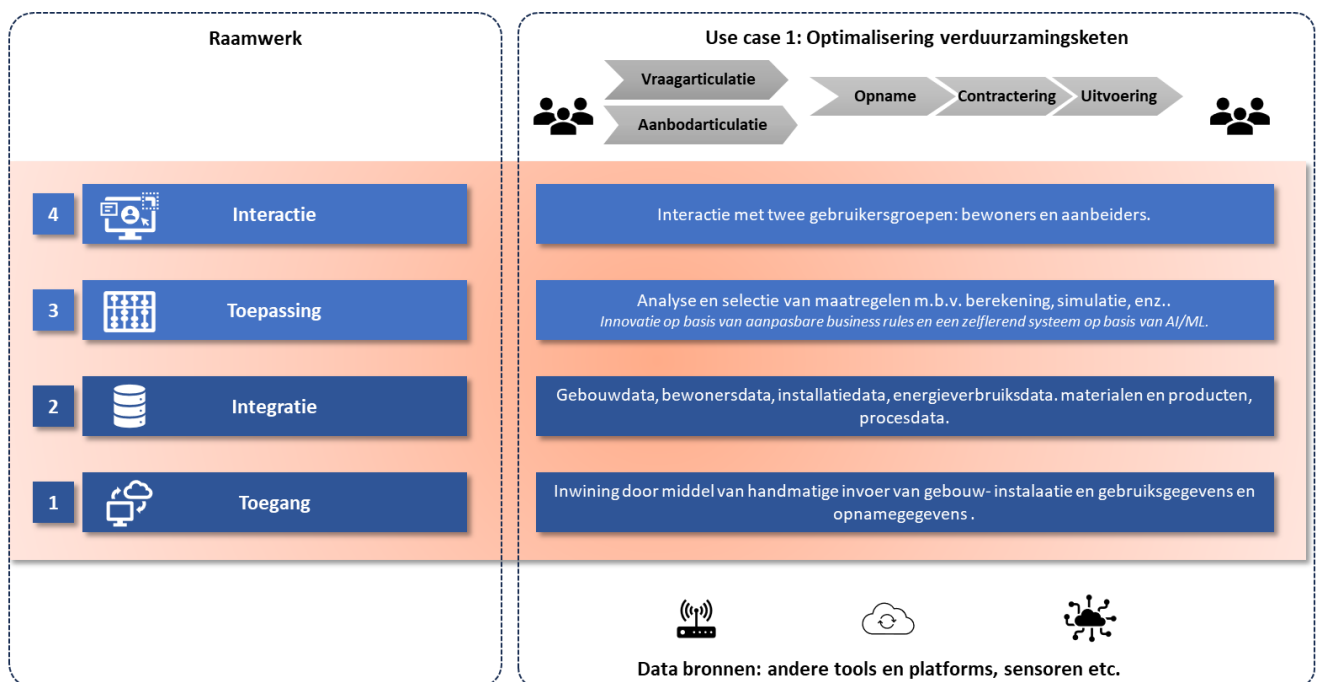 Raamwerk
Use case 1: Optimalisering verduurzamingsketen
Vraagarticulatie
Aanbodarticulatie
Opname
Contractering
Uitvoering
4
Interactie
Interactie met twee gebruikersgroepen: bewoners en aanbeiders.
3
Toepassing
Analyse en selectie van maatregelen m.b.v. berekening, simulatie, enz..
Innovatie op basis van aanpasbare business rules en een zelflerend systeem op basis van AI/ML.
2
Integratie
Gebouwdata, bewonersdata, installatiedata, energieverbruiksdata. materialen en producten,
procesdata.
1
Toegang
Inwining door middel van handmatige invoer van gebouw- instalaatie en gebruiksgegevens en
opnamegegevens .
Data bronnen: andere tools en platforms, sensoren etc.